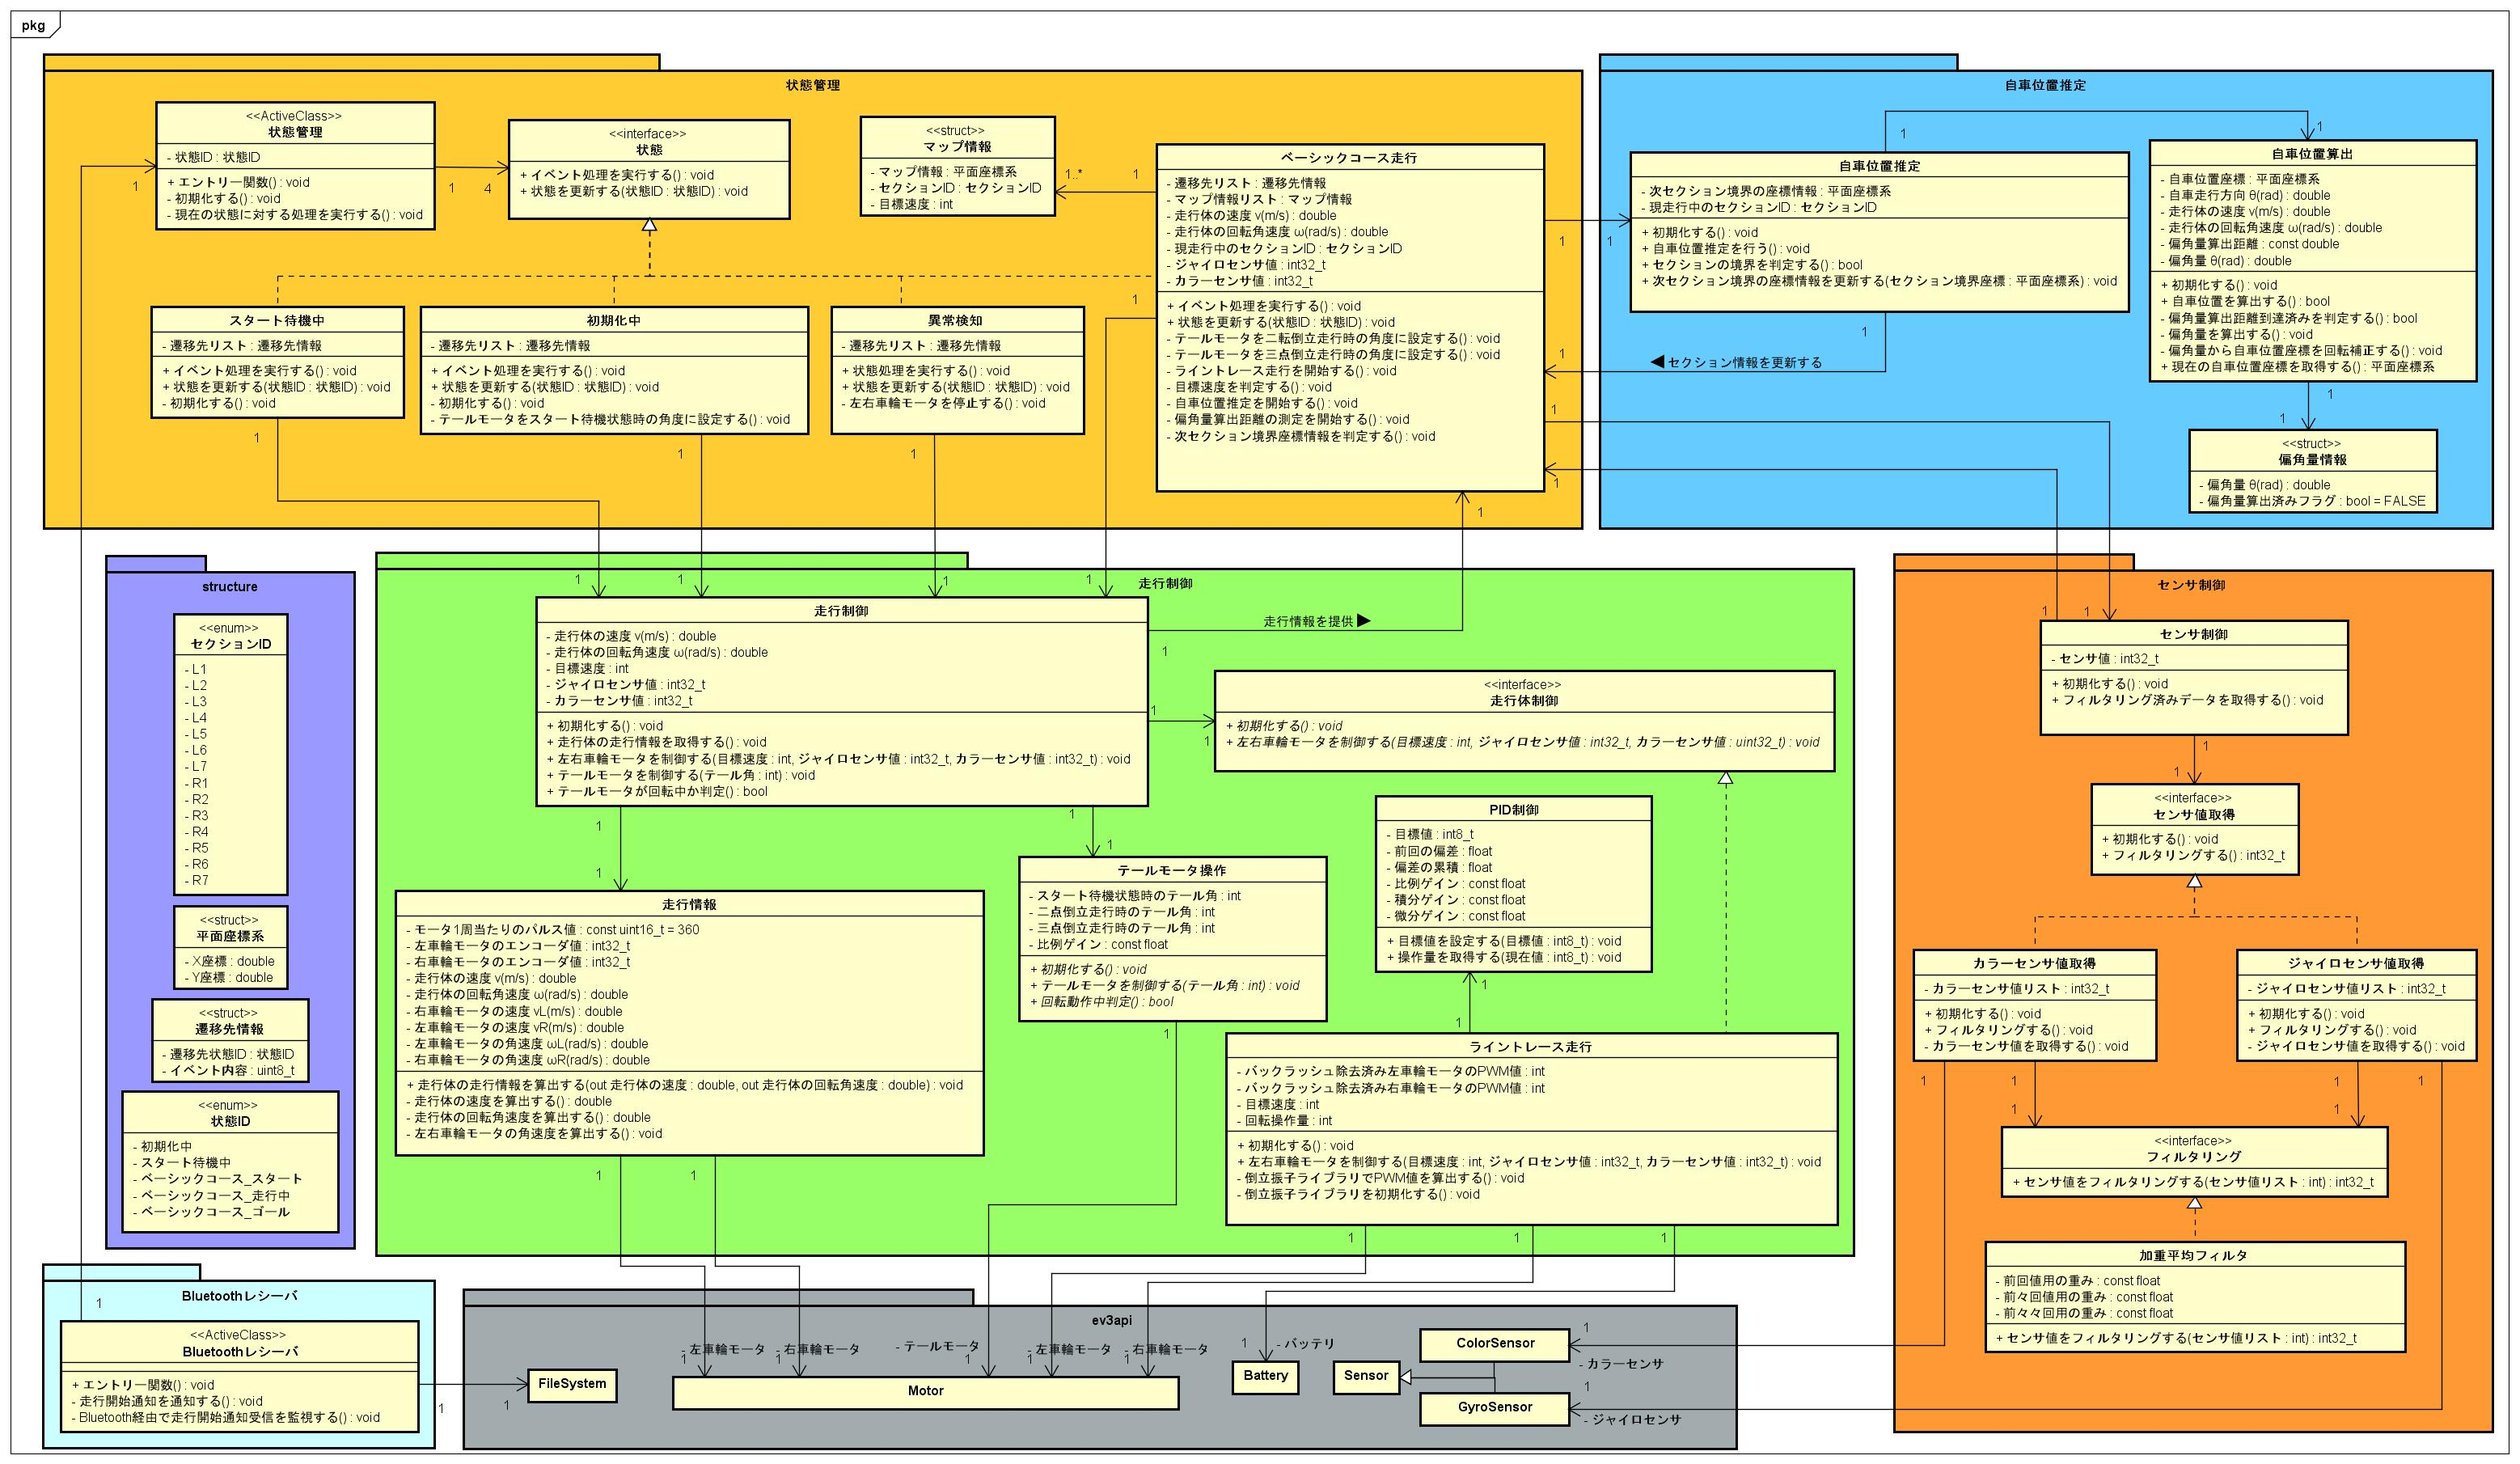 pkg
状態管理
<<ActiveClass>>
状態管理
- 状態ID : 状態ID
+ エントリー関数() : void
- 初期化する() : void
- 現在の状態に対する処理を実行する() : void
1
1
4
<<interface>>
状態
+ イベント処理を実行する() : void
+ 状態を更新する(状態ID : 状態ID) : void
<<struct>>
マップ情報
- マップ情報 : 平面座標系
- セクションID : セクションID
- 目標速度 : int
1..*
1
ベーシックコース走行
- 遷移先リスト : 遷移先情報
- マップ情報リスト : マップ情報
- 走行体の速度 v(m/s) : double
- 走行体の回転角速度 ω(rad/s) : double
- 現走行中のセクションID : セクションID
- ジャイロセンサ値 : int32_t
- カラーセンサ値 : int32_t
+ イベント処理を実行する() : void
+ 状態を更新する(状態ID : 状態ID) : void
- テールモータを二転倒立走行時の角度に設定する() : void
- テールモータを三点倒立走行時の角度に設定する() : void
- ライントレース走行を開始する() : void
- 目標速度を判定する() : void
- 自車位置推定を開始する() : void
- 偏角量算出距離の測定を開始する() : void
- 次セクション境界座標情報を判定する() : void
1
1
1
1
1
1
スタート待機中
- 遷移先リスト : 遷移先情報
+ イベント処理を実行する() : void
+ 状態を更新する(状態ID : 状態ID) : void
- 初期化する() : void
1
初期化中
- 遷移先リスト : 遷移先情報
+ イベント処理を実行する() : void
+ 状態を更新する(状態ID : 状態ID) : void
- 初期化する() : void
- テールモータをスタート待機状態時の角度に設定する() : void
1
異常検知
- 遷移先リスト : 遷移先情報
+ 状態処理を実行する() : void
+ 状態を更新する(状態ID : 状態ID) : void
- 左右車輪モータを停止する() : void
1
自車位置推定
自車位置推定
- 次セクション境界の座標情報 : 平面座標系
- 現走行中のセクションID : セクションID
+ 初期化する() : void
+ 自車位置推定を行う() : void
+ セクションの境界を判定する() : bool
+ 次セクション境界の座標情報を更新する(セクション境界座標 : 平面座標系) : void
1
1
1
1
◀ セクション情報を更新する
自車位置算出
- 自車位置座標 : 平面座標系
- 自車走行方向 θ(rad) : double
- 走行体の速度 v(m/s) : double
- 走行体の回転角速度 ω(rad/s) : double
- 偏角量算出距離 : const double
- 偏角量 θ(rad) : double
+ 初期化する() : void
+ 自車位置を算出する() : bool
- 偏角量算出距離到達済みを判定する() : bool
- 偏角量を算出する() : void
- 偏角量から自車位置座標を回転補正する() : void
+ 現在の自車位置座標を取得する() : 平面座標系
1
1
<<struct>>
偏角量情報
- 偏角量 θ(rad) : double
- 偏角量算出済みフラグ : bool = FALSE
structure
<<enum>>
セクションID
- L1
- L2
- L3
- L4
- L5
- L6
- L7
- R1
- R2
- R3
- R4
- R5
- R6
- R7
<<struct>>
平面座標系
- X座標 : double
- Y座標 : double
<<struct>>
遷移先情報
- 遷移先状態ID : 状態ID
- イベント内容 : uint8_t
<<enum>>
状態ID
- 初期化中
- スタート待機中
- ベーシックコース_スタート
- ベーシックコース_走行中
- ベーシックコース_ゴール
走行制御
1
1
1
1
走行制御
- 走行体の速度 v(m/s) : double
- 走行体の回転角速度 ω(rad/s) : double
- 目標速度 : int
- ジャイロセンサ値 : int32_t
- カラーセンサ値 : int32_t
+ 初期化する() : void
+ 走行体の走行情報を取得する() : void
+ 左右車輪モータを制御する(目標速度 : int, ジャイロセンサ値 : int32_t, カラーセンサ値 : int32_t) : void
+ テールモータを制御する(テール角 : int) : void
+ テールモータが回転中か判定() : bool
走行情報を提供 ▶
1
1
1
1
1
1
1
<<interface>>
走行体制御
+ 初期化する() : void
+ 左右車輪モータを制御する(目標速度 : int, ジャイロセンサ値 : int32_t, カラーセンサ値 : uint32_t) : void
走行情報
- モータ1周当たりのパルス値 : const uint16_t = 360
- 左車輪モータのエンコーダ値 : int32_t
- 右車輪モータのエンコーダ値 : int32_t
- 走行体の速度 v(m/s) : double
- 走行体の回転角速度 ω(rad/s) : double
- 右車輪モータの速度 vL(m/s) : double
- 左車輪モータの速度 vR(m/s) : double
- 左車輪モータの角速度 ωL(rad/s) : double
- 右車輪モータの角速度 ωR(rad/s) : double
+ 走行体の走行情報を算出する(out 走行体の速度 : double, out 走行体の回転角速度 : double) : void
- 走行体の速度を算出する() : double
- 走行体の回転角速度を算出する() : double
- 左右車輪モータの角速度を算出する() : void
1
1
テールモータ操作
- スタート待機状態時のテール角 : int
- 二点倒立走行時のテール角 : int
- 三点倒立走行時のテール角 : int
- 比例ゲイン : const float
+ 初期化する() : void
+ テールモータを制御する(テール角 : int) : void
+ 回転動作中判定() : bool
1
PID制御
- 目標値 : int8_t
- 前回の偏差 : float
- 偏差の累積 : float
- 比例ゲイン : const float
- 積分ゲイン : const float
- 微分ゲイン : const float
+ 目標値を設定する(目標値 : int8_t) : void
+ 操作量を取得する(現在値 : int8_t) : void
1
1
ライントレース走行
- バックラッシュ除去済み左車輪モータのPWM値 : int
- バックラッシュ除去済み右車輪モータのPWM値 : int
- 目標速度 : int
- 回転操作量 : int
+ 初期化する() : void
+ 左右車輪モータを制御する(目標速度 : int, ジャイロセンサ値 : int32_t, カラーセンサ値 : int32_t) : void
- 倒立振子ライブラリでPWM値を算出する() : void
- 倒立振子ライブラリを初期化する() : void
1
1
1
センサ制御
1
1
センサ制御
- センサ値 : int32_t
+ 初期化する() : void
+ フィルタリング済みデータを取得する() : void
1
1
<<interface>>
センサ値取得
+ 初期化する() : void
+ フィルタリングする() : int32_t
カラーセンサ値取得
- カラーセンサ値リスト : int32_t
+ 初期化する() : void
+ フィルタリングする() : void
- カラーセンサ値を取得する() : void
ジャイロセンサ値取得
- ジャイロセンサ値リスト : int32_t
+ 初期化する() : void
+ フィルタリングする() : void
- ジャイロセンサ値を取得する() : void
1
1
1
1
1
1
<<interface>>
フィルタリング
+ センサ値をフィルタリングする(センサ値リスト : int) : int32_t
加重平均フィルタ
- 前回値用の重み : const float
- 前々回値用の重み : const float
- 前々々回用の重み : const float
+ センサ値をフィルタリングする(センサ値リスト : int) : int32_t
Bluetoothレシーバ
1
<<ActiveClass>>
Bluetoothレシーバ
+ エントリー関数() : void
- 走行開始通知を通知する() : void
- Bluetooth経由で走行開始通知受信を監視する() : void
1
1
ev3api
FileSystem
- 左車輪モータ
1
- 右車輪モータ
1
- テールモータ
1
- 左車輪モータ
1
- 右車輪モータ
1
Motor
1
- バッテリ
Battery
Sensor
ColorSensor
1
- カラーセンサ
GyroSensor
1
- ジャイロセンサ